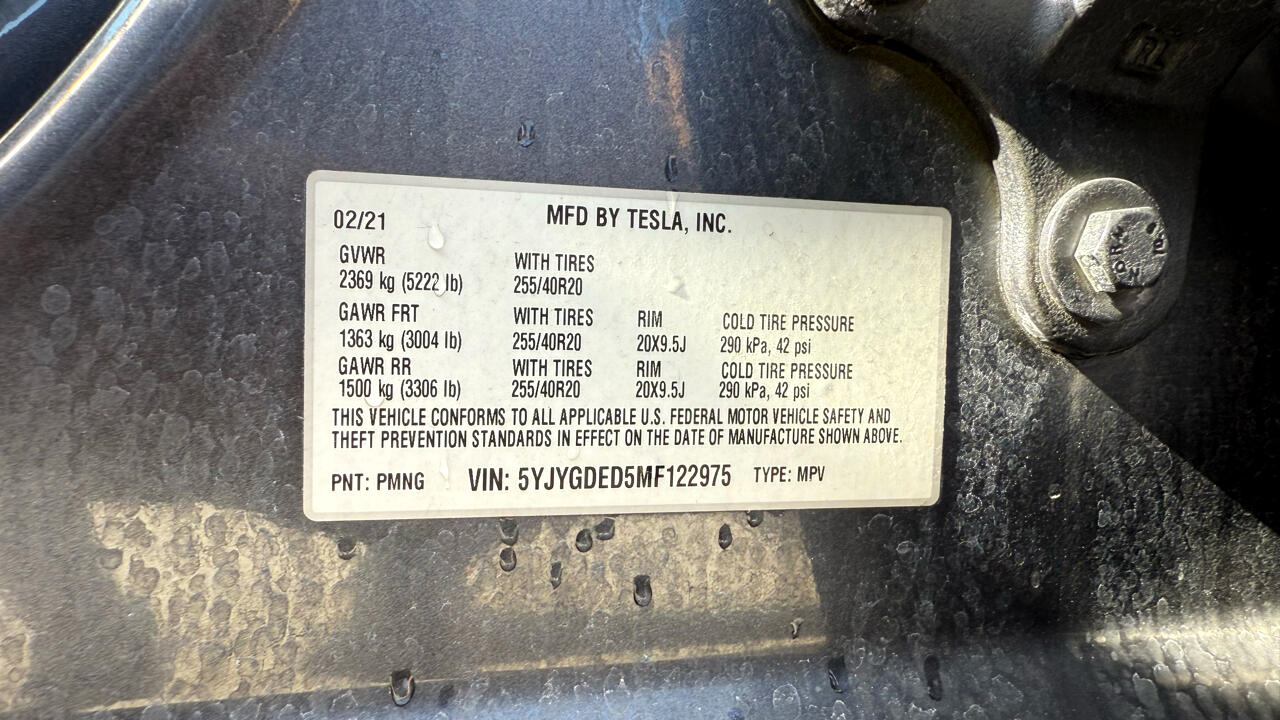 02/21 MFD BY TESLA, INC.
GVWR WITH TIRES
2369 kg (5222 lb) 255/40R20
GAWR FRT WITH TIRES RIM COLD TIRE PRESSURE
1363 kg (3004 lb) 255/40R20 20X9.5J 290 kPa, 42 psi
GAWR RR WITH TIRES RIM COLD TIRE PRESSURE
1500 kg (3306 lb) 255/40R20 20X9.5J 290 kPa, 42 psi
THIS VEHICLE CONFORMS TO ALL APPLICABLE U.S. FEDERAL MOTOR VEHICLE SAFETY AND
THEFT PREVENTION STANDARDS IN EFFECT ON THE DATE OF MANUFACTURE SHOWN ABOVE.
PNT: PMNG VIN: 5YJYGDED5MF122975 TYPE: MPV